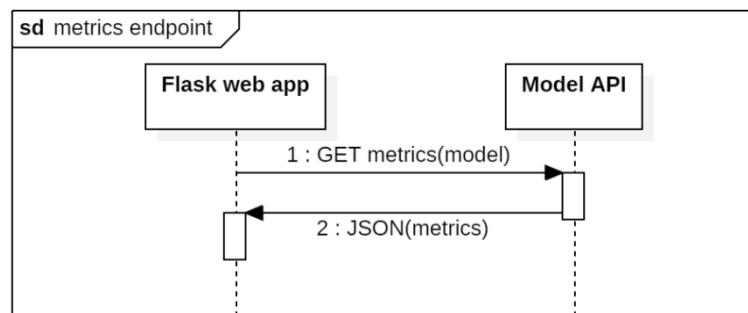 sd metrics endpoint
Flask web app
Model API
1 : GET metrics(model)
2 : JSON(metrics)